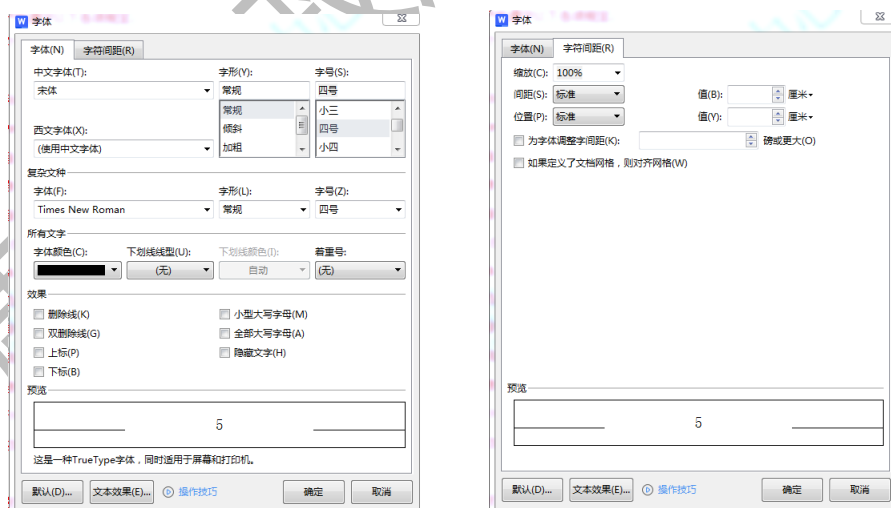 字体
字体(N) 字符间距(R)
中文字体(T): 字形(Y): 字号(S):
宋体 常规 四号
常规 小三
倾斜 四号
西文字体(X):
(使用中文字体) 加粗 小四
复杂文种
字体(F): 字形(L): 字号(Z):
Times New Roman 常规 四号
所有文字
字体颜色(C): 下划线线型(U): 下划线颜色(I): 着重号:
(无) 自动 (无)
效果
删除线(K) 小型大写字母(M)
双删除线(G) 全部大写字母(A)
上标(P) 隐藏文字(H)
下标(B)
预览
5
这是一种TrueType字体，同时适用于屏幕和打印机。
默认(D)... 文本效果(E)... 操作技巧 确定 取消
字体
字体(N) 字符间距(R)
缩放(C): 100%
间距(S): 标准 值(B): 厘米
位置(P): 标准 值(Y): 厘米
为字体调整字间距(K): 磅或更大(O)
如果定义了文档网格，则对齐网格(W)
预览
5
默认(D)... 文本效果(E)... 操作技巧 确定 取消